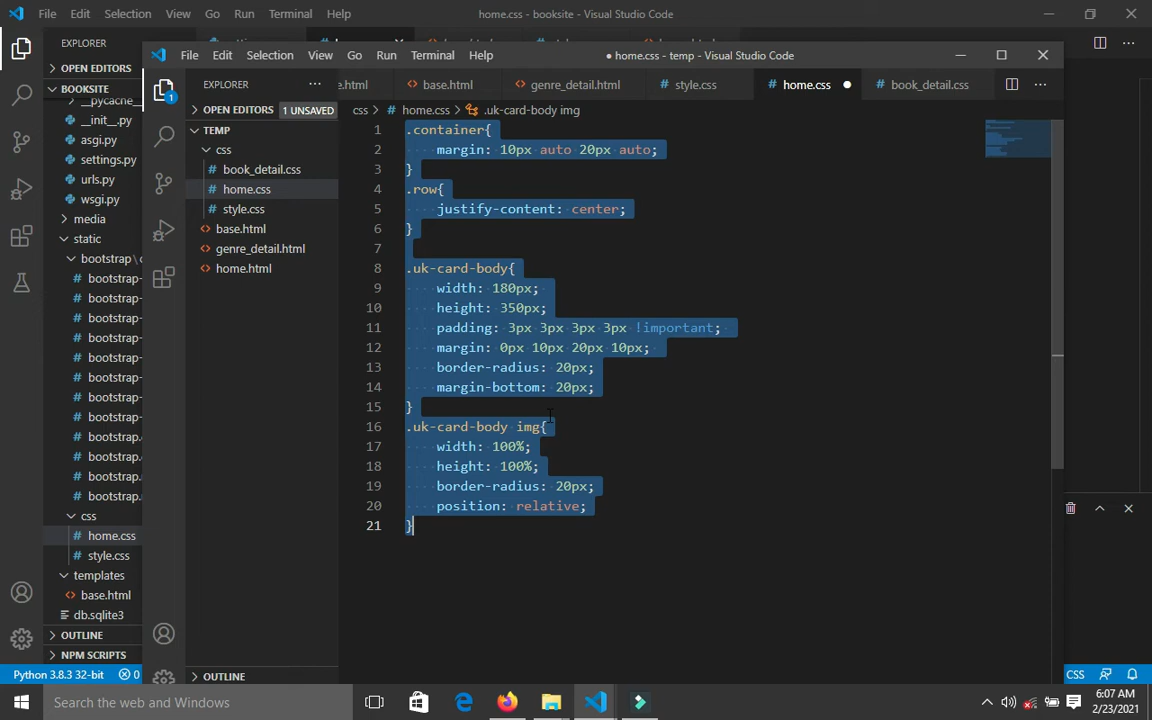 File Edit Selection View Go Run Terminal Help
home.css - booksite - Visual Studio Code
EXPLORER
OPEN EDITORS
BOOKSITE
__pycache__
__init__.py
asgi.py
settings.py
urls.py
wsgi.py
media
static
bootstrap\
bootstrap-
bootstrap-
bootstrap-
bootstrap-
bootstrap-
bootstrap-
bootstrap-
bootstrap-
bootstrap-
bootstrap-
bootstrap.
bootstrap.
css
home.css
style.css
templates
base.html
db.sqlite3
OUTLINE
NPM SCRIPTS
Python 3.8.3 32-bit 0
CSS
File Edit Selection View Go Run Terminal Help
● home.css - temp - Visual Studio Code
EXPLORER ···
OPEN EDITORS 1 UNSAVED
TEMP
css
book_detail.css
home.css
style.css
base.html
genre_detail.html
home.html
OUTLINE
1
e.html base.html genre_detail.html style.css home.css book_detail.css
css > home.css > .uk-card-body img
1 .container{
2 margin: 10px auto 20px auto;
3 }
4 .row{
5 justify-content: center;
6 }
7
8 .uk-card-body{
9 width: 180px;
10 height: 350px;
11 padding: 3px 3px 3px 3px !important;
12 margin: 0px 10px 20px 10px;
13 border-radius: 20px;
14 margin-bottom: 20px;
15 }
16 .uk-card-body img{
17 width: 100%;
18 height: 100%;
19 border-radius: 20px;
20 position: relative;
21 }
Search the web and Windows
6:07 AM
2/23/2021